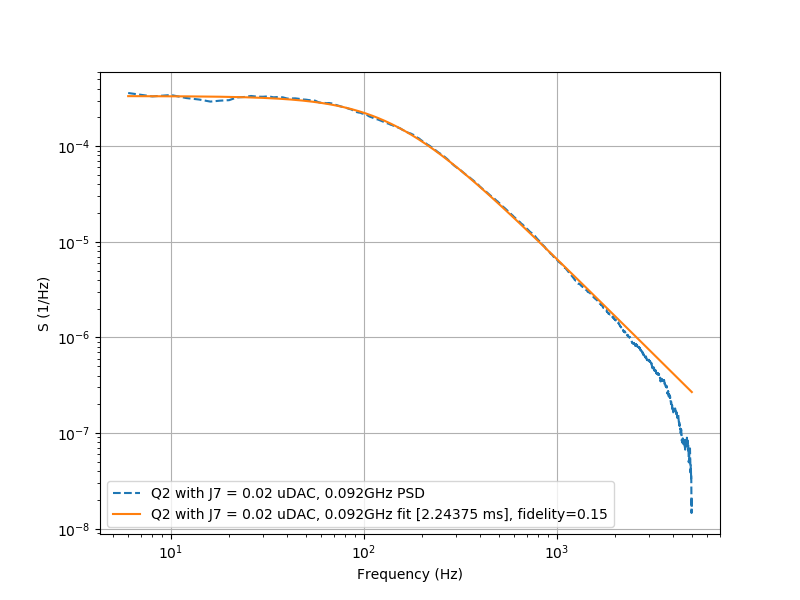 S (1/Hz)
10⁻⁴
10⁻⁵
10⁻⁶
10⁻⁷
10⁻⁸
Q2 with J7 = 0.02 uDAC, 0.092GHz PSD
Q2 with J7 = 0.02 uDAC, 0.092GHz fit [2.24375 ms], fidelity=0.15
10¹ 10² 10³
Frequency (Hz)